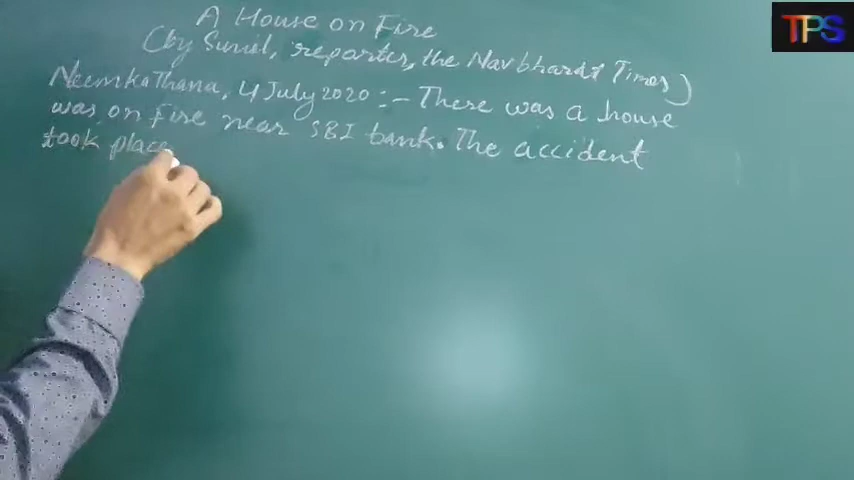 TPS
A House on Fire
(by Sunil, reporter, the Navbharat Times)
NeemkaThana, 4 July 2020 :- There was a house
was on fire near SBI bank. The accident
took place